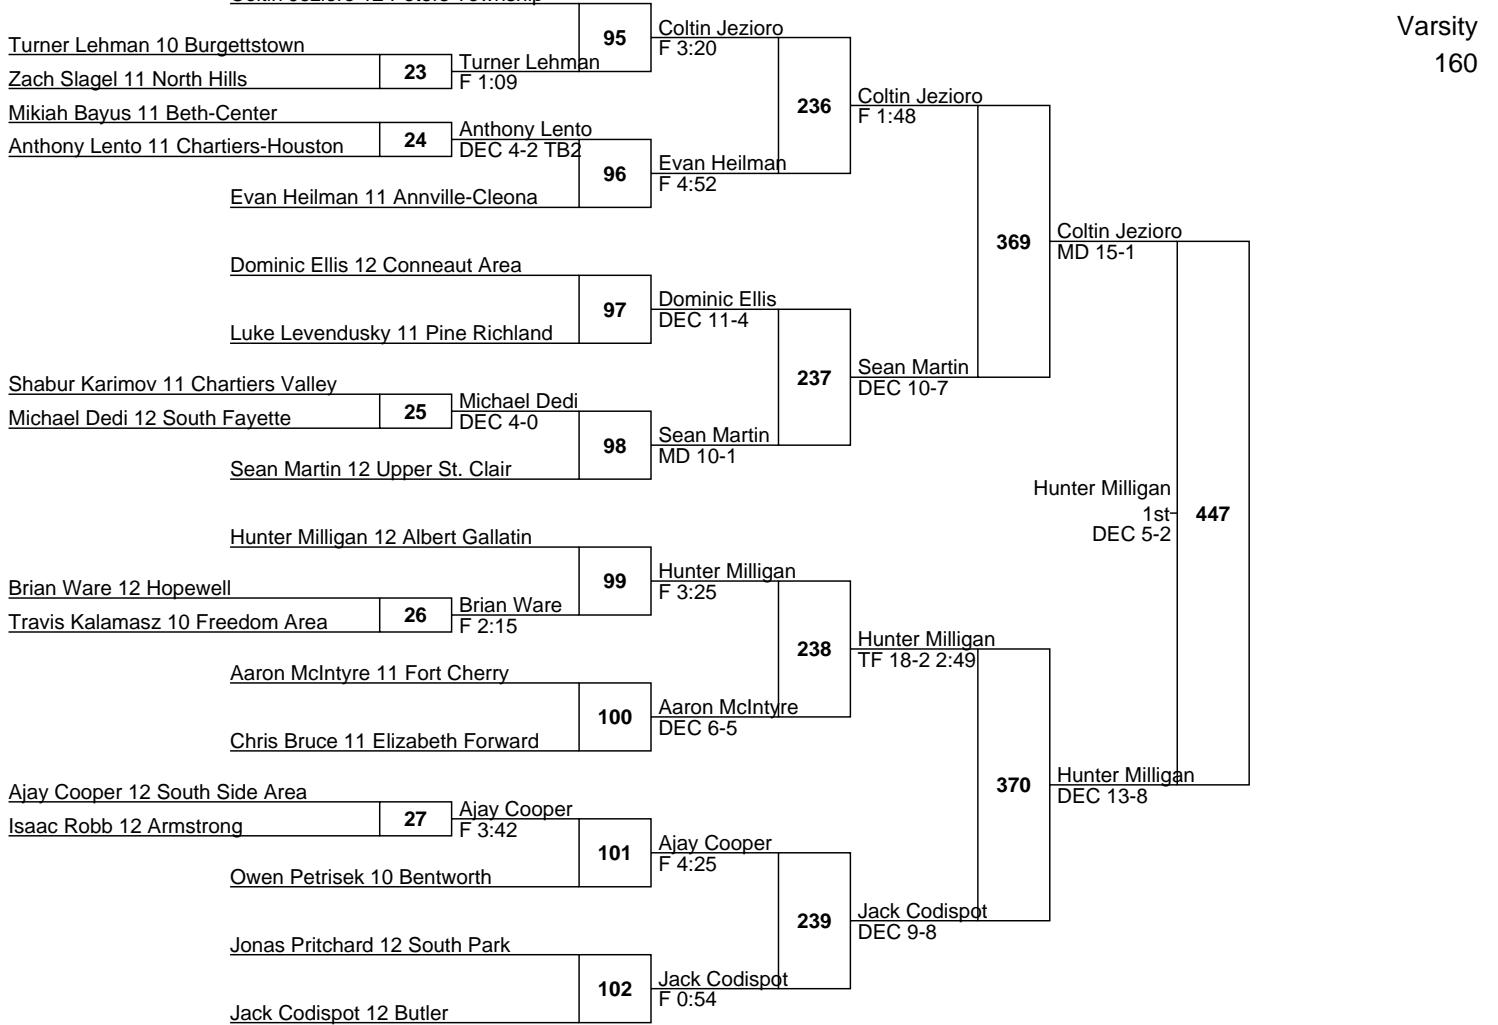 Coltin Jezioro 12 Peters Township
Varsity
160
95
Coltin Jezioro
F 3:20
Turner Lehman 10 Burgettstown
Zach Slagel 11 North Hills
23
Turner Lehman
F 1:09
236
Coltin Jezioro
F 1:48
Mikiah Bayus 11 Beth-Center
Anthony Lento 11 Chartiers-Houston
24
Anthony Lento
DEC 4-2 TB2
96
Evan Heilman
F 4:52
Evan Heilman 11 Annville-Cleona
369
Coltin Jezioro
MD 15-1
Dominic Ellis 12 Conneaut Area
97
Dominic Ellis
DEC 11-4
Luke Levendusky 11 Pine Richland
237
Sean Martin
DEC 10-7
Shabur Karimov 11 Chartiers Valley
Michael Dedi 12 South Fayette
25
Michael Dedi
DEC 4-0
98
Sean Martin
MD 10-1
Sean Martin 12 Upper St. Clair
Hunter Milligan
1st
DEC 5-2
447
Hunter Milligan 12 Albert Gallatin
99
Hunter Milligan
F 3:25
Brian Ware 12 Hopewell
Travis Kalamasz 10 Freedom Area
26
Brian Ware
F 2:15
238
Hunter Milligan
TF 18-2 2:49
Aaron McIntyre 11 Fort Cherry
100
Aaron McIntyre
DEC 6-5
Chris Bruce 11 Elizabeth Forward
370
Hunter Milligan
DEC 13-8
Ajay Cooper 12 South Side Area
Isaac Robb 12 Armstrong
27
Ajay Cooper
F 3:42
101
Ajay Cooper
F 4:25
Owen Petrisek 10 Bentworth
239
Jack Codispot
DEC 9-8
Jonas Pritchard 12 South Park
102
Jack Codispot
F 0:54
Jack Codispot 12 Butler